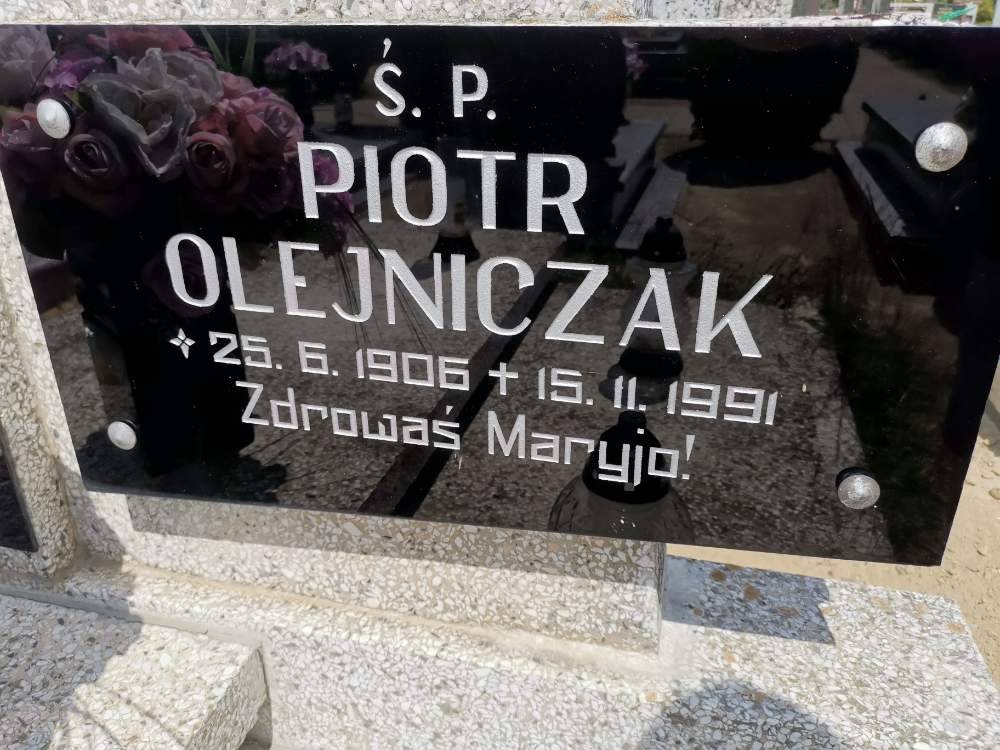 Ś. P.
PIOTR
OLEJNICZAK
25. 6. 1906 + 15. 11. 1991
Zdrowaś Maryjo!